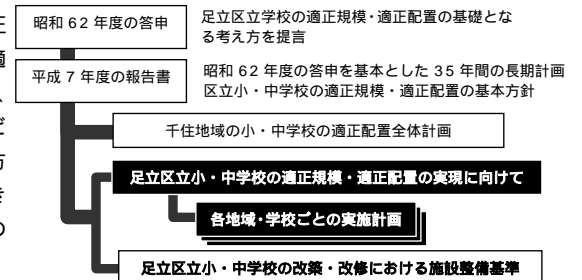 昭和 62 年度の答申
足立区立学校の適正規模・適正配置の基礎とな
る考え方を提言
平成 7 年度の報告書
昭和 62 年度の答申を基本とした 35 年間の長期計画
区立小・中学校の適正規模・適正配置の基本方針
千住地域の小・中学校の適正配置全体計画
足立区立小・中学校の適正規模・適正配置の実現に向けて
各地域・学校ごとの実施計画
足立区立小・中学校の改築・改修における施設整備基準